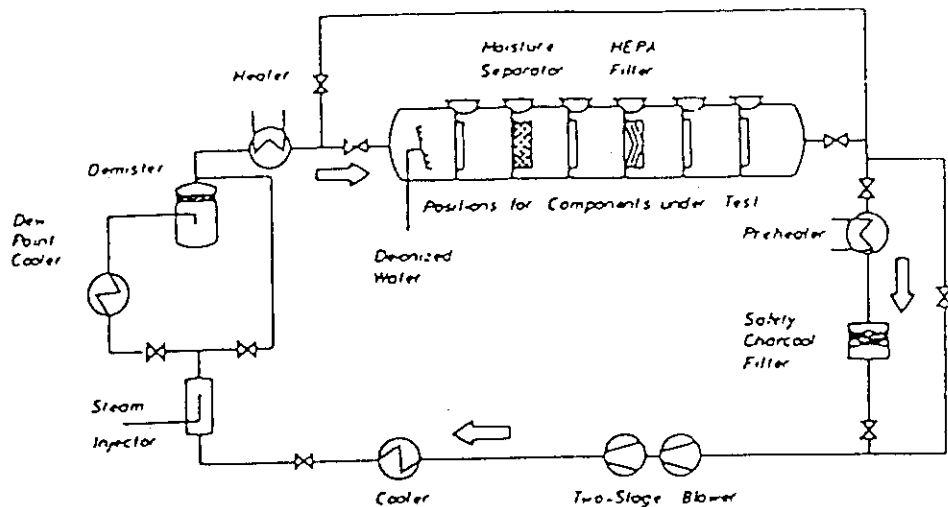 Moisture
Separator
HEPA
Filter
Heater
Demister
Positions for Components under Test
Dew
Point
Cooler
Deionized
Water
Preheater
Safety
Charcoal
Filter
Steam
Injector
Cooler
Two-Stage Blower